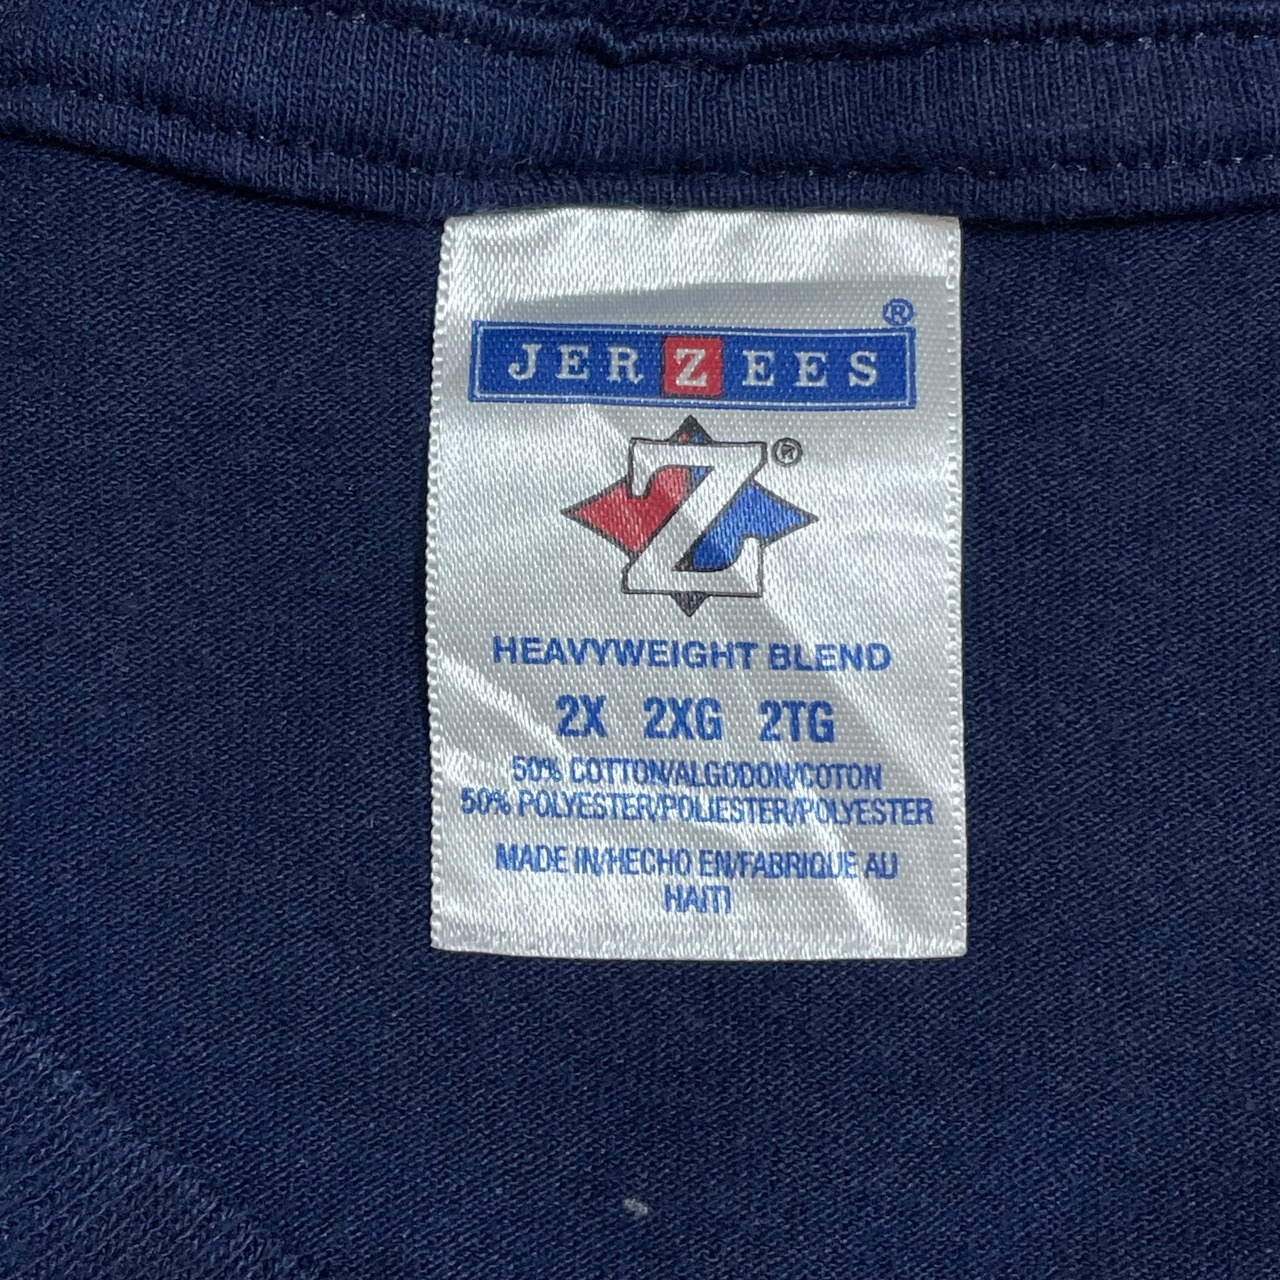 JERZEES®
Z®
HEAVYWEIGHT BLEND
2X 2XG 2TG
50% COTTON/ALGODON/COTON
50% POLYESTER/POLIESTER/POLYESTER
MADE IN/HECHO EN/FABRIQUE AU
HAITI